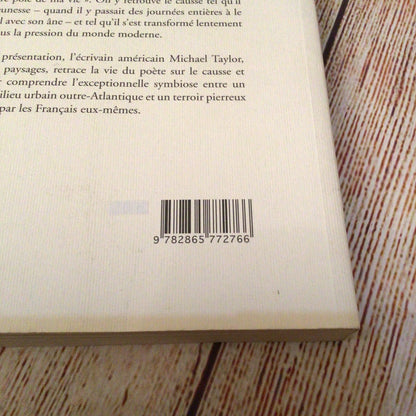 pôle de ma vie ». On y retrouve le causse tel qu'il
eunesse – quand il y passait des journées entières à le
l avec son âne – et tel qu'il s'est transformé lentement
us la pression du monde moderne.
présentation, l'écrivain américain Michael Taylor,
paysages, retrace la vie du poète sur le causse et
r comprendre l'exceptionnelle symbiose entre un
ilieu urbain outre-Atlantique et un terroir pierreux
par les Français eux-mêmes.
9 782865 772766